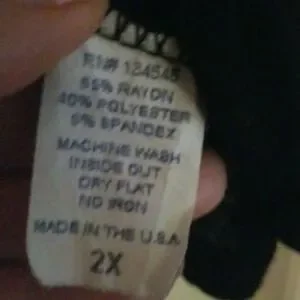 RN# 124545
55% RAYON
40% POLYESTER
5% SPANDEX
MACHINE WASH
INSIDE OUT
DRY FLAT
NO IRON
MADE IN THE U.S.A
2X